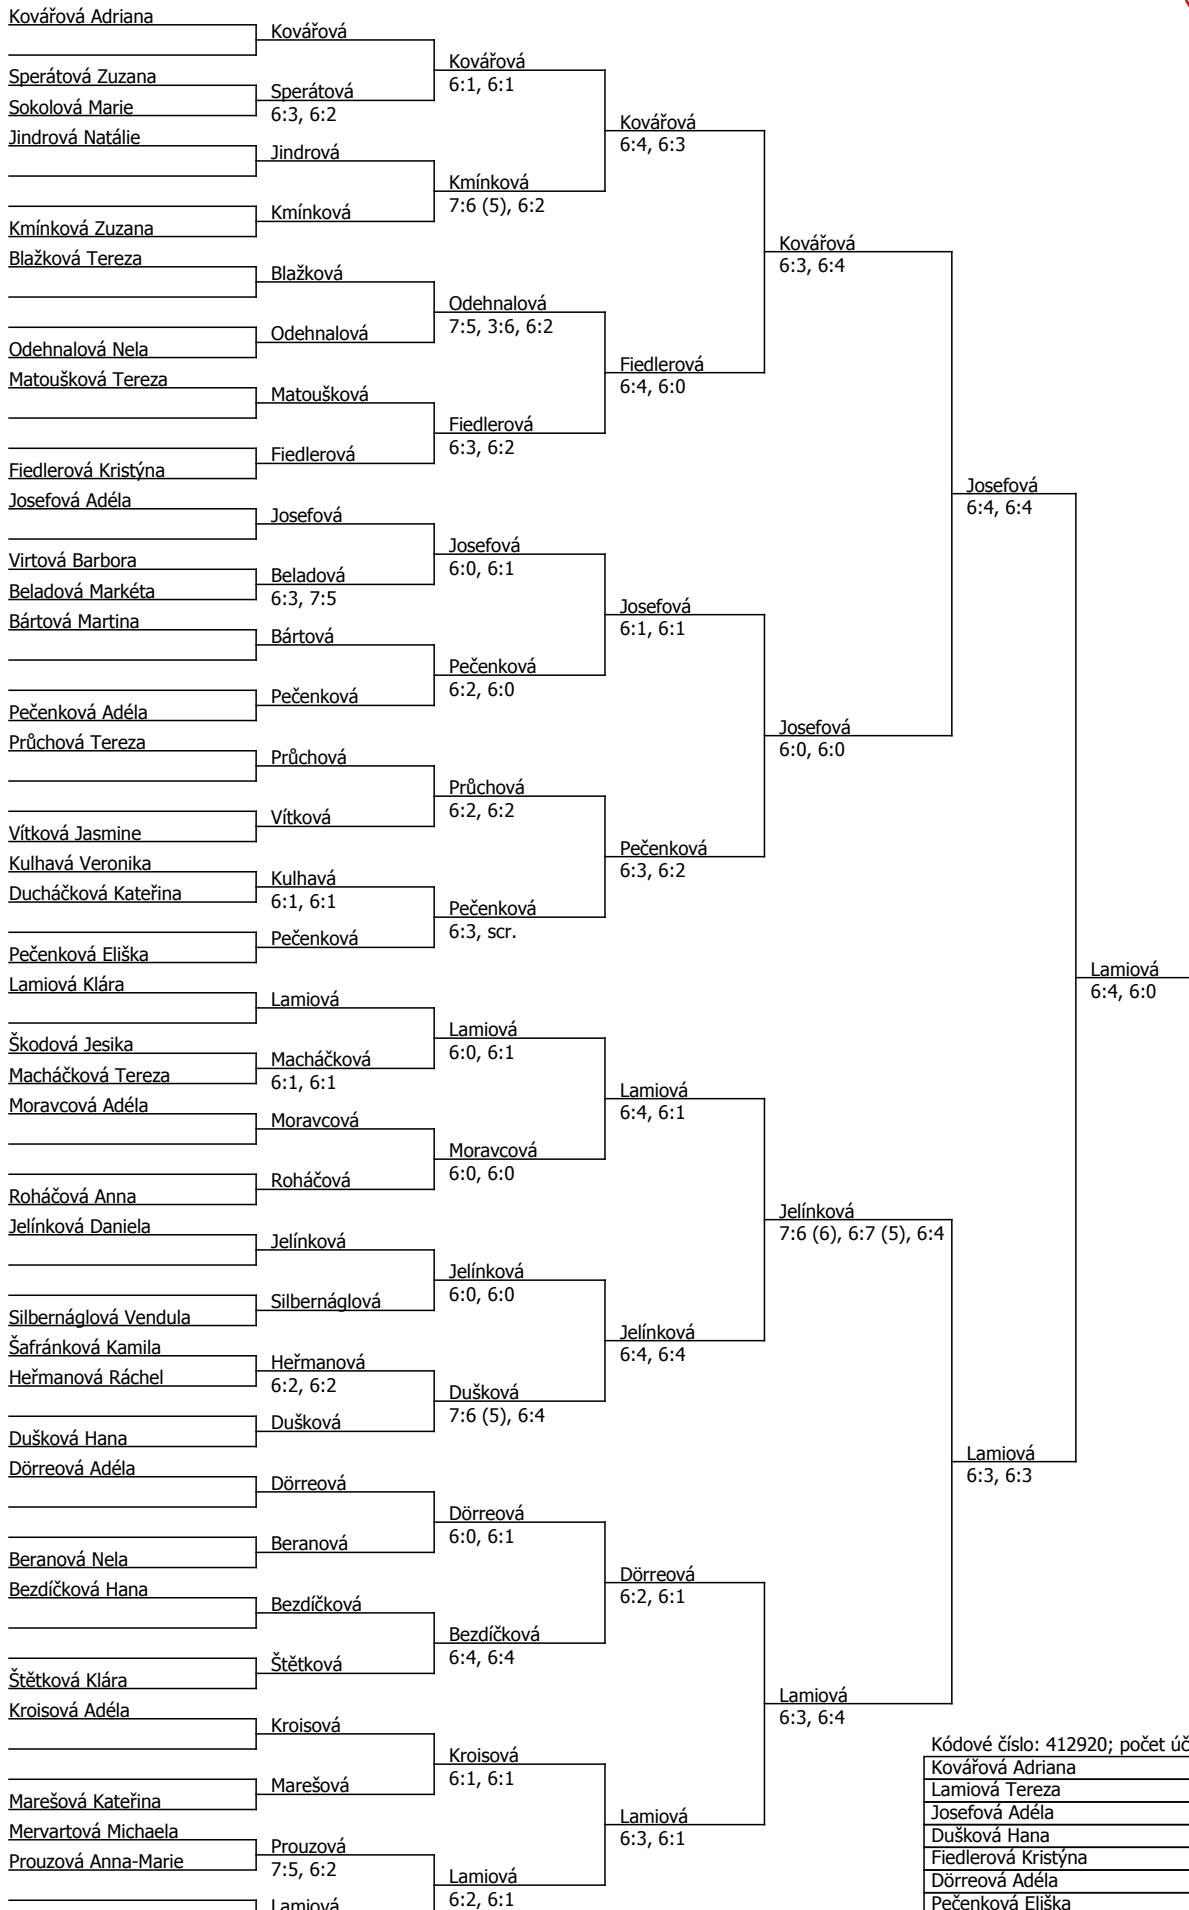 Kovářová Adriana
Sperátová Zuzana
Sokolová Marie
Jindrová Natálie
Kmínková Zuzana
Blažková Tereza
Odehnalová Nela
Matoušková Tereza
Fiedlerová Kristýna
Josefová Adéla
Virtová Barbora
Beladová Markéta
Bártová Martina
Pečenková Adéla
Průchová Tereza
Vítková Jasmine
Kulhavá Veronika
Ducháčková Kateřina
Pečenková Eliška
Lamiová Klára
Škodová Jesika
Macháčková Tereza
Moravcová Adéla
Roháčová Anna
Jelínková Daniela
Silbernáglová Vendula
Šafránková Kamila
Heřmanová Ráchel
Dušková Hana
Dörreová Adéla
Beranová Nela
Bezdíčková Hana
Štětková Klára
Kroisová Adéla
Marešová Kateřina
Mervartová Michaela
Prouzová Anna-Marie
Kovářová
Sperátová
6:3, 6:2
Jindrová
Kmínková
Blažková
Odehnalová
Matoušková
Fiedlerová
Josefová
Beladová
6:3, 7:5
Bártová
Pečenková
Průchová
Vítková
Kulhavá
6:1, 6:1
Pečenková
Lamiová
Macháčková
6:1, 6:1
Moravcová
Roháčová
Jelínková
Silbernáglová
Heřmanová
6:2, 6:2
Dušková
Dörreová
Beranová
Bezdíčková
Štětková
Kroisová
Marešová
Prouzová
7:5, 6:2
Lamiová
Kovářová
6:1, 6:1
Kmínková
7:6 (5), 6:2
Odehnalová
7:5, 3:6, 6:2
Fiedlerová
6:3, 6:2
Josefová
6:0, 6:1
Pečenková
6:2, 6:0
Průchová
6:2, 6:2
Pečenková
6:3, scr.
Lamiová
6:0, 6:1
Moravcová
6:0, 6:0
Jelínková
6:0, 6:0
Dušková
7:6 (5), 6:4
Dörreová
6:0, 6:1
Bezdíčková
6:4, 6:4
Kroisová
6:1, 6:1
Lamiová
6:2, 6:1
Kovářová
6:4, 6:3
Fiedlerová
6:4, 6:0
Josefová
6:1, 6:1
Pečenková
6:3, 6:2
Lamiová
6:4, 6:1
Jelínková
6:4, 6:4
Dörreová
6:2, 6:1
Lamiová
6:3, 6:1
Kovářová
6:3, 6:4
Josefová
6:0, 6:0
Jelínková
7:6 (6), 6:7 (5), 6:4
Lamiová
6:3, 6:4
Josefová
6:4, 6:4
Lamiová
6:3, 6:3
Lamiová
6:4, 6:0
Kódové číslo: 412920; počet úč
Kovářová Adriana
Lamiová Tereza
Josefová Adéla
Dušková Hana
Fiedlerová Kristýna
Dörreová Adéla
Pečenková Eliška